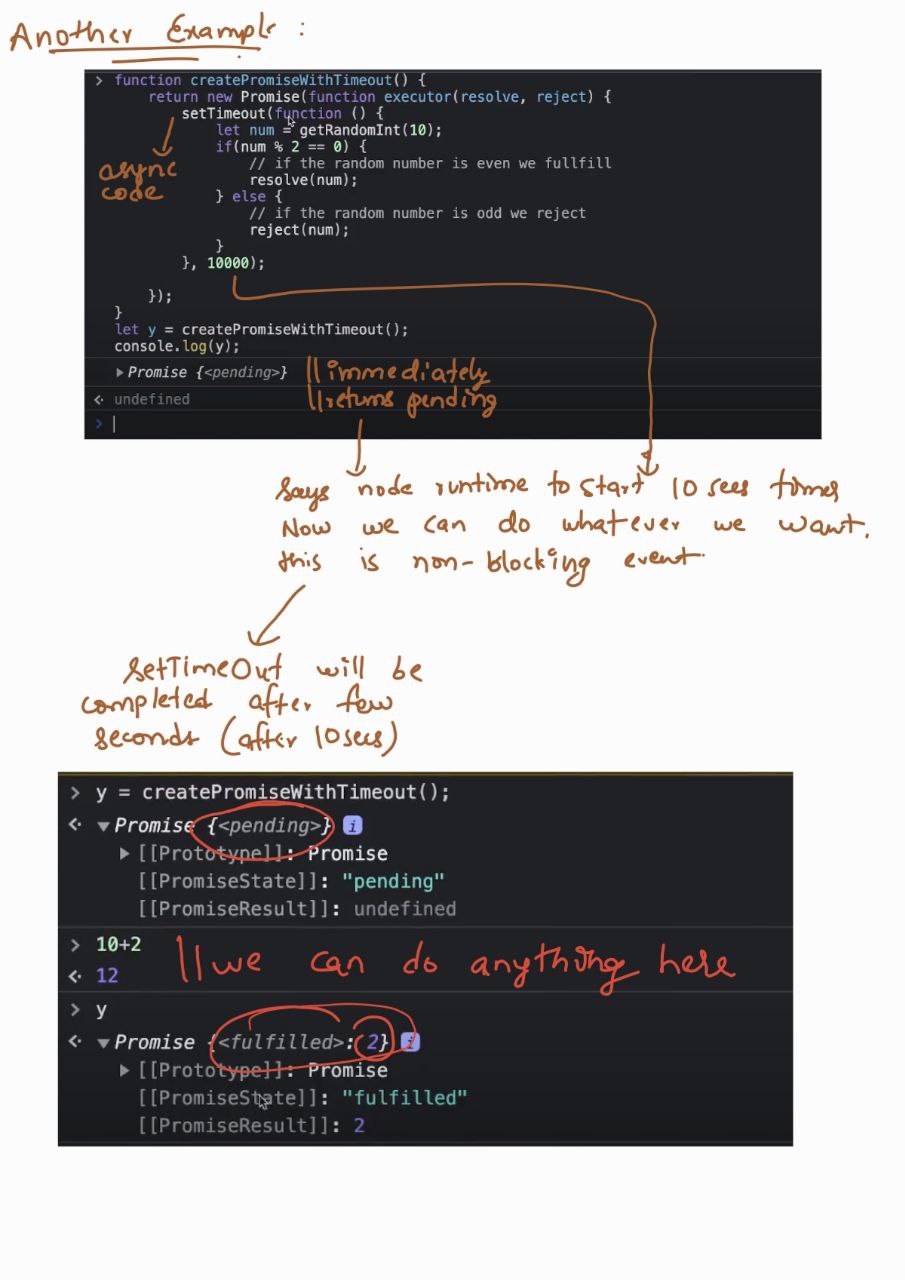 Another Example :
> function createPromiseWithTimeout() {
return new Promise(function executor(resolve, reject) {
setTimeout(function () {
let num = getRandomInt(10);
if(num % 2 == 0) {
// if the random number is even we fullfill
resolve(num);
} else {
// if the random number is odd we reject
reject(num);
}
}, 10000);
});
}
async
code
let y = createPromiseWithTimeout();
console.log(y);
▶ Promise {<pending>}
// immediately
// returns pending
<· undefined
> |
Says node runtime to start 10 secs timer
Now we can do whatever we want.
this is non-blocking event.
SetTimeOut will be
completed after few
seconds (after 10 secs)
> y = createPromiseWithTimeout();
<· ▼ Promise {<pending>} i
▶ [[Prototype]]: Promise
[[PromiseState]]: "pending"
[[PromiseResult]]: undefined
> 10+2
<· 12
// we can do anything here
> y
<· ▼ Promise {<fulfilled>: 2} i
▶ [[Prototype]]: Promise
[[PromiseState]]: "fulfilled"
[[PromiseResult]]: 2